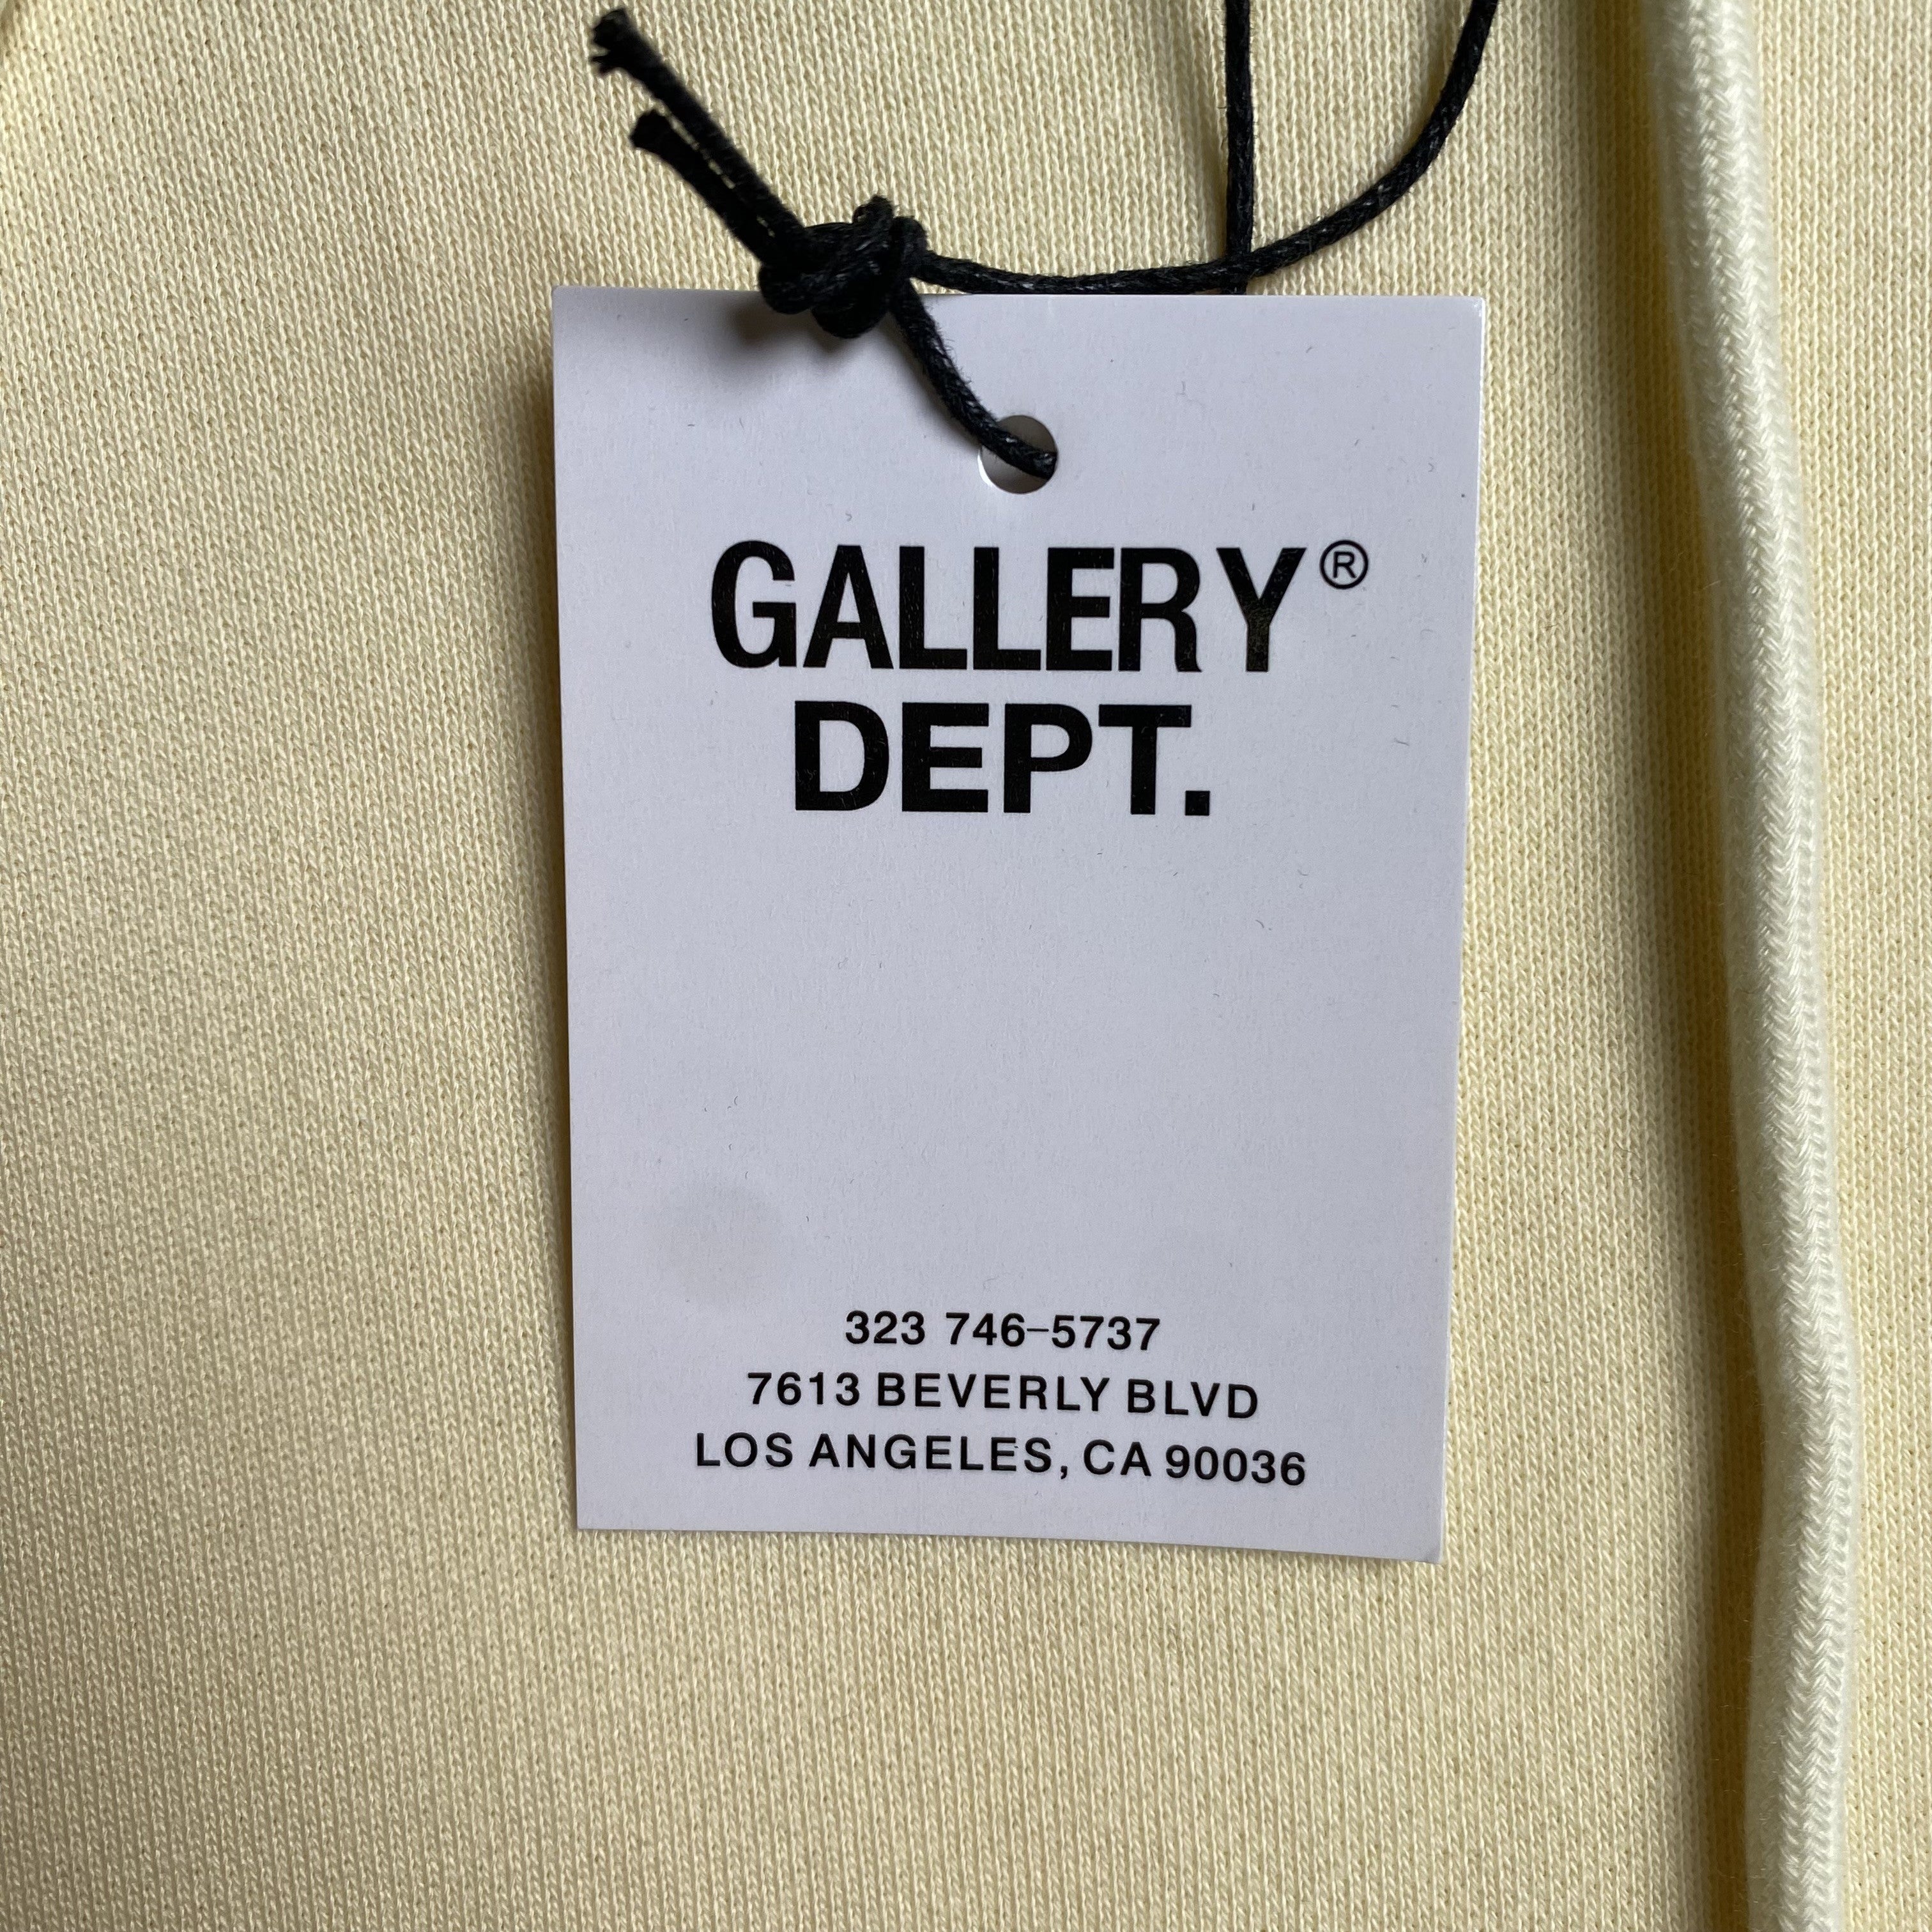 GALLERY®
DEPT.
323 746–5737
7613 BEVERLY BLVD
LOS ANGELES, CA 90036